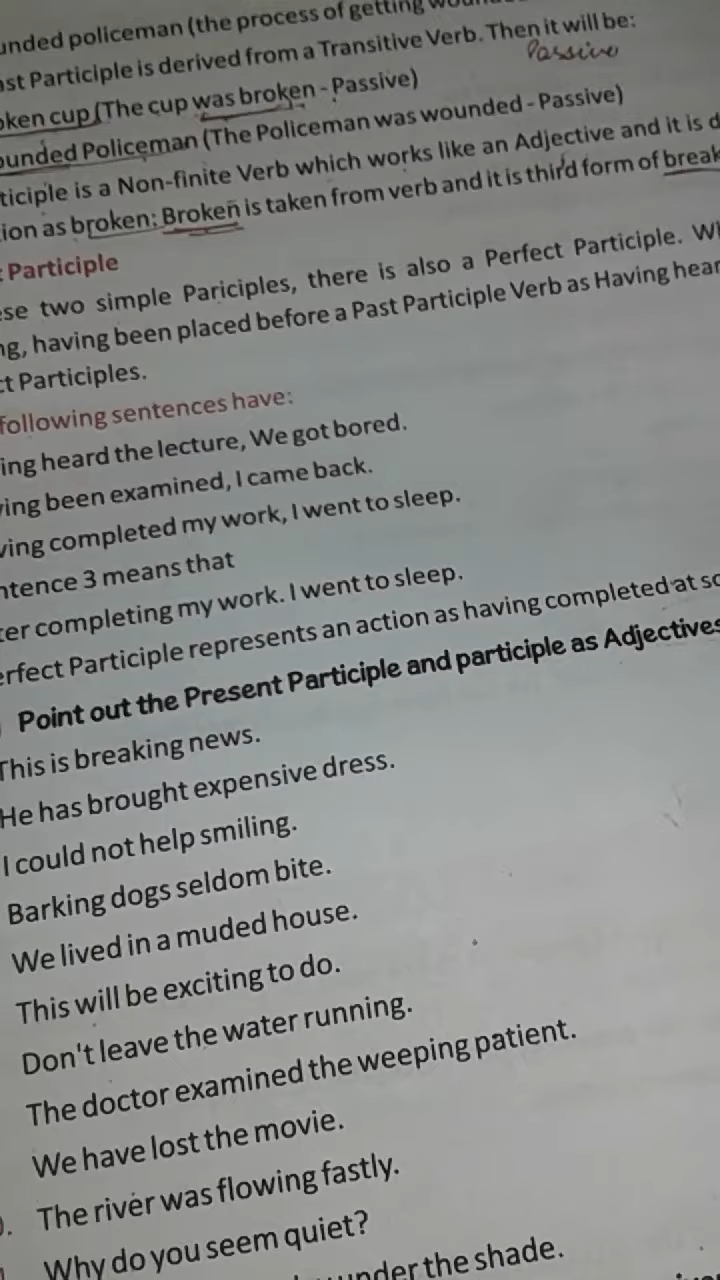 unded policeman (the process of getting
ast Participle is derived from a Transitive Verb. Then it will be:
Passive
oken cup (The cup was broken - Passive)
ounded Policeman (The Policeman was wounded - Passive)
ticiple is a Non-finite Verb which works like an Adjective and it is d
ion as broken: Broken is taken from verb and it is third form of break
Participle
ese two simple Pariciples, there is also a Perfect Participle. Wh
ng, having been placed before a Past Participle Verb as Having hear
ct Participles.
following sentences have:
ing heard the lecture, We got bored.
ving been examined, I came back.
ving completed my work, I went to sleep.
ntence 3 means that
ter completing my work. I went to sleep.
erfect Participle represents an action as having completed at so
Point out the Present Participle and participle as Adjectives
This is breaking news.
He has brought expensive dress.
I could not help smiling.
Barking dogs seldom bite.
We lived in a muded house.
This will be exciting to do.
Don't leave the water running.
The doctor examined the weeping patient.
We have lost the movie.
The river was flowing fastly.
Why do you seem quiet?
under the shade.